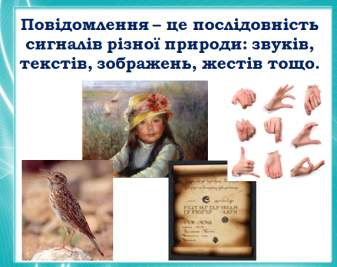 Повідомлення – це послідовність
сигналів різної природи: звуків,
текстів, зображень, жестів тощо.